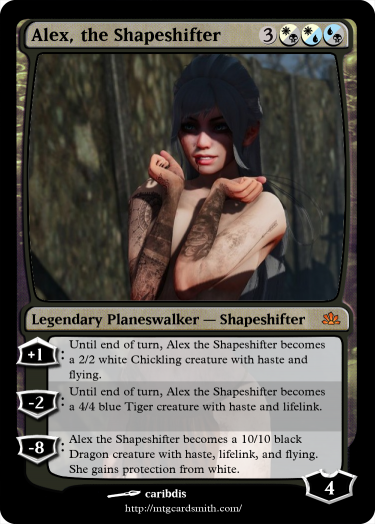 Alex, the Shapeshifter 3
Legendary Planeswalker — Shapeshifter
+1 : Until end of turn, Alex the Shapeshifter becomes
a 2/2 white Chickling creature with haste and
flying.
-2 : Until end of turn, Alex the Shapeshifter becomes
a 4/4 blue Tiger creature with haste and lifelink.
-8 : Alex the Shapeshifter becomes a 10/10 black
Dragon creature with haste, lifelink, and flying.
She gains protection from white.
4
caribdis
http://mtgcardsmith.com/